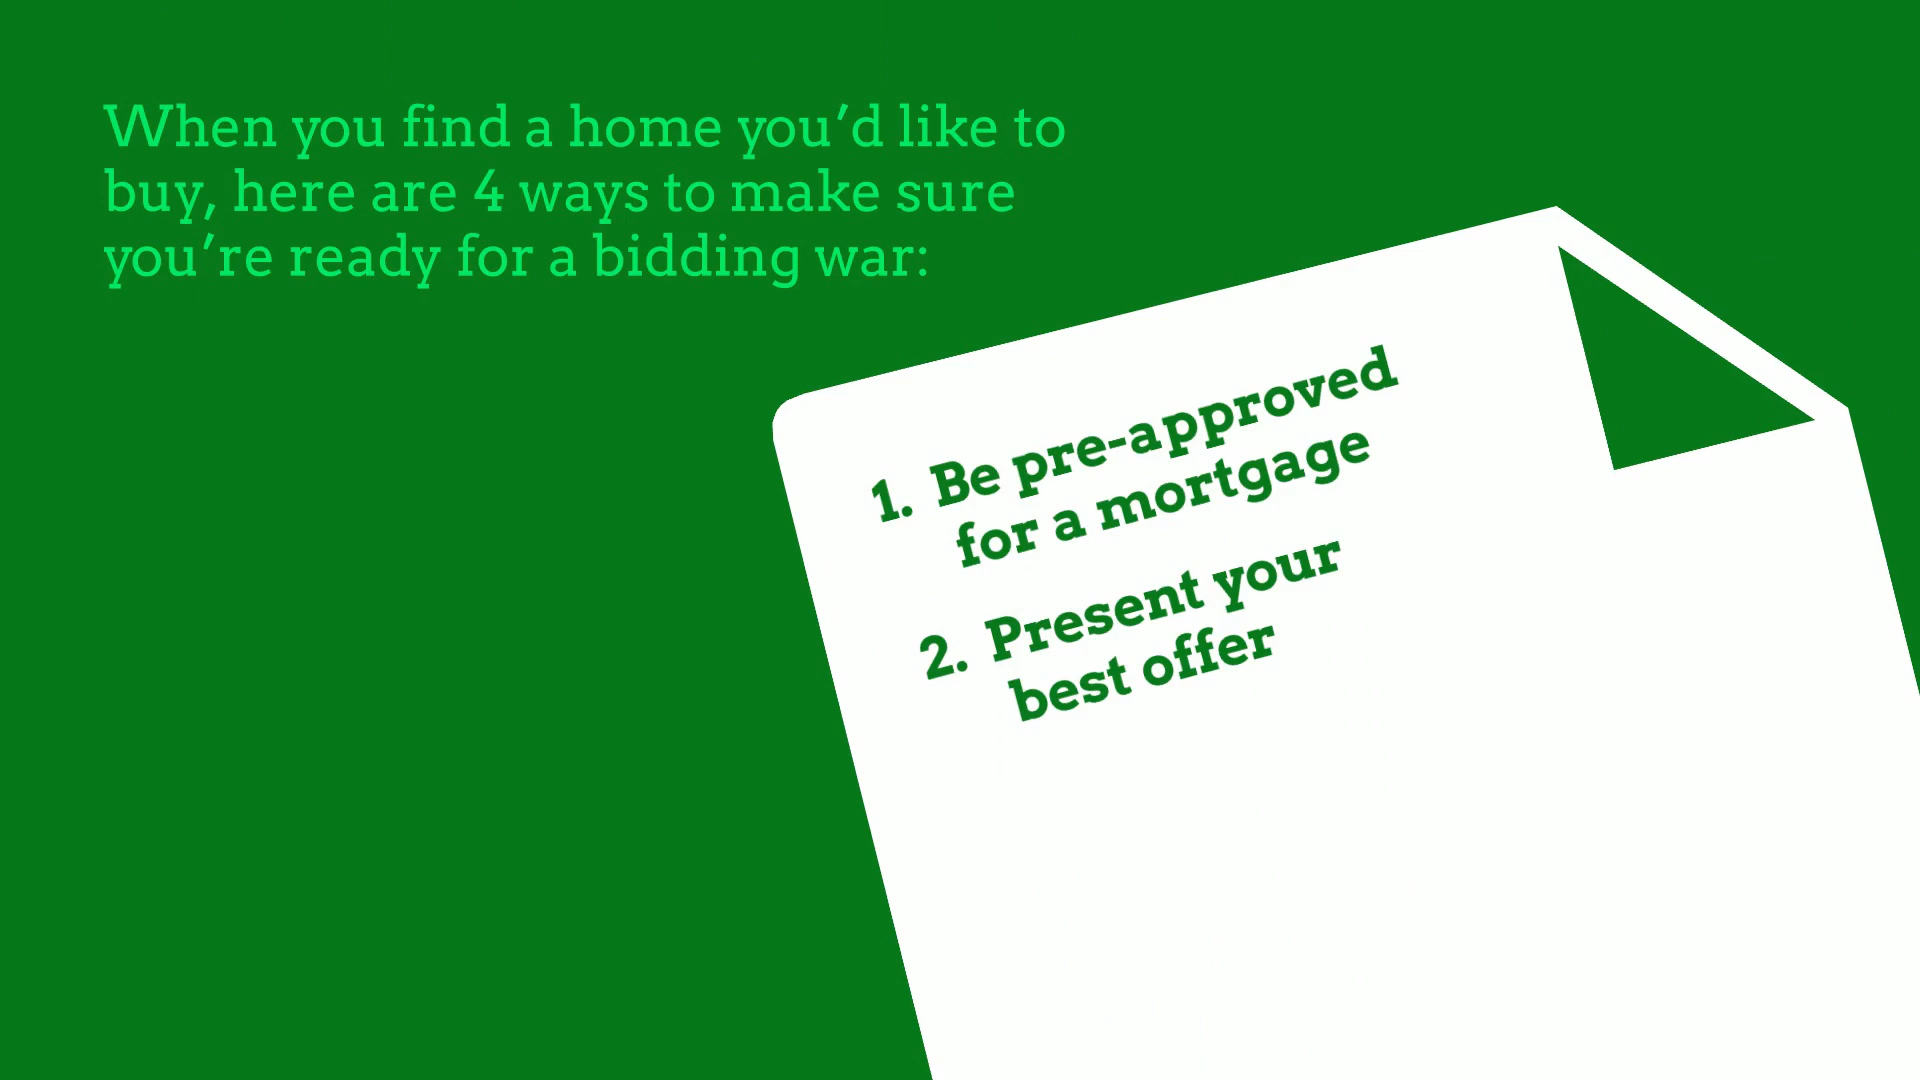 When you find a home you’d like to
buy, here are 4 ways to make sure
you’re ready for a bidding war:
1. Be pre-approved
for a mortgage
2. Present your
best offer